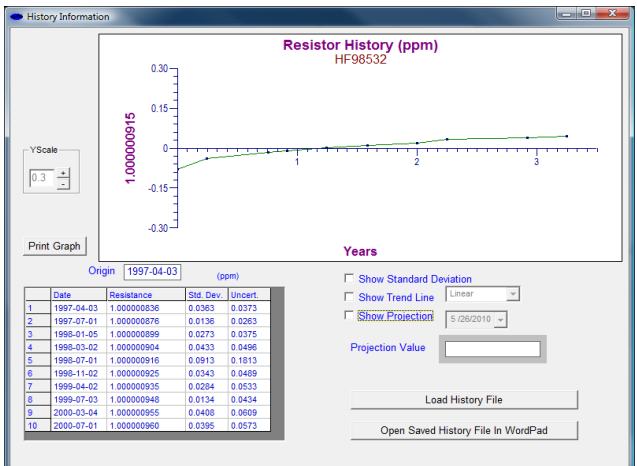 History Information
Resistor History (ppm)
HF98532
0.30
0.15
0
-0.15
-0.30
1.000000915
1
2
3
Years
YScale
0.3
+
-
Print Graph
Origin 1997-04-03 (ppm)
Date Resistance Std. Dev. Uncert.
1 1997-04-03 1.000000836 0.0363 0.0373
2 1997-07-01 1.000000876 0.0136 0.0263
3 1998-01-05 1.000000899 0.0273 0.0375
4 1998-03-02 1.000000904 0.0433 0.0496
5 1998-07-01 1.000000916 0.0913 0.1813
6 1998-11-02 1.000000925 0.0343 0.0489
7 1999-04-02 1.000000935 0.0284 0.0533
8 1999-07-03 1.000000948 0.0134 0.0434
9 2000-03-04 1.000000955 0.0408 0.0609
10 2000-07-01 1.000000960 0.0395 0.0573
Show Standard Deviation
Show Trend Line Linear
Show Projection 5 /26/2010
Projection Value
Load History File
Open Saved History File In WordPad